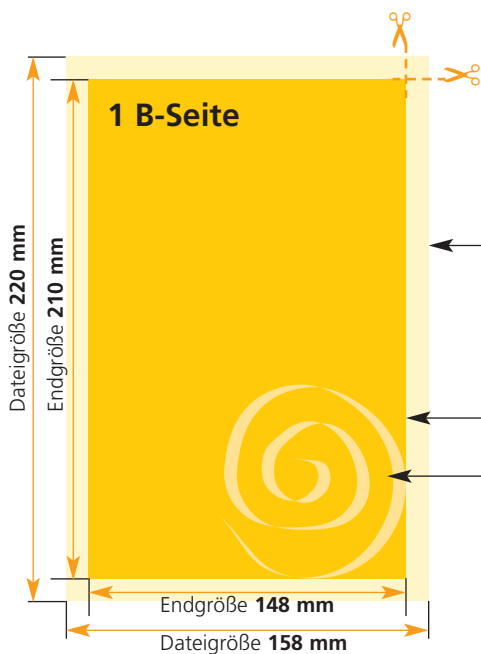 1 B-Seite
Dateigröße 220 mm
Endgröße 210 mm
Endgröße 148 mm
Dateigröße 158 mm